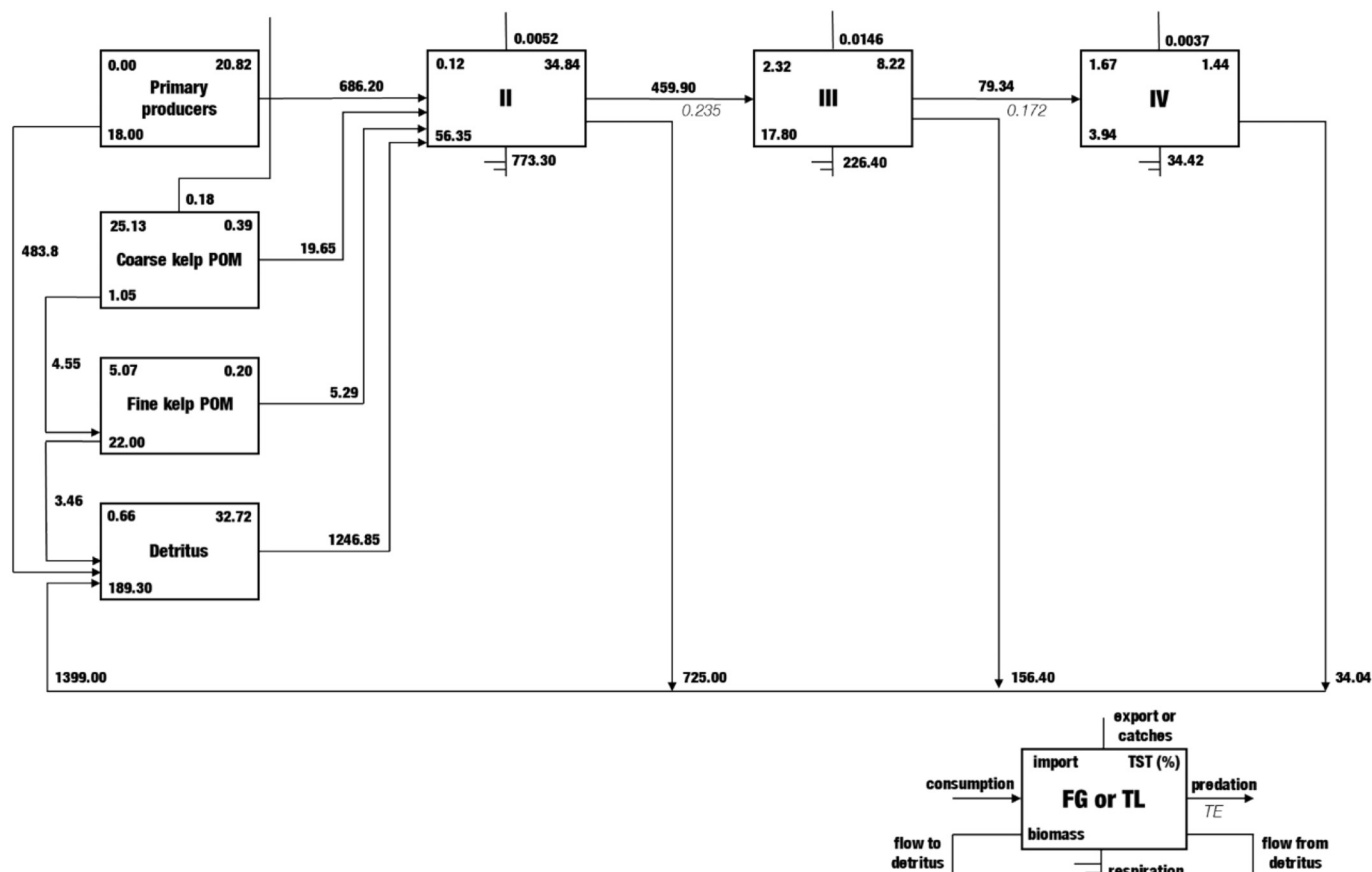 0.0052
0.0146
0.0037
0.00 20.82
Primary
producers
18.00
686.20
0.12 34.84
II
56.35
773.30
459.90
0.235
2.32 8.22
III
17.80
226.40
79.34
0.172
1.67 1.44
IV
3.94
34.42
0.18
483.8
25.13 0.39
Coarse kelp POM
1.05
19.65
4.55
5.07 0.20
Fine kelp POM
22.00
5.29
3.46
0.66 32.72
Detritus
189.30
1246.85
1399.00
725.00
156.40
34.04
export or
catches
import TST (%)
consumption
FG or TL
predation
TE
biomass
flow to
detritus
respiration
flow from
detritus